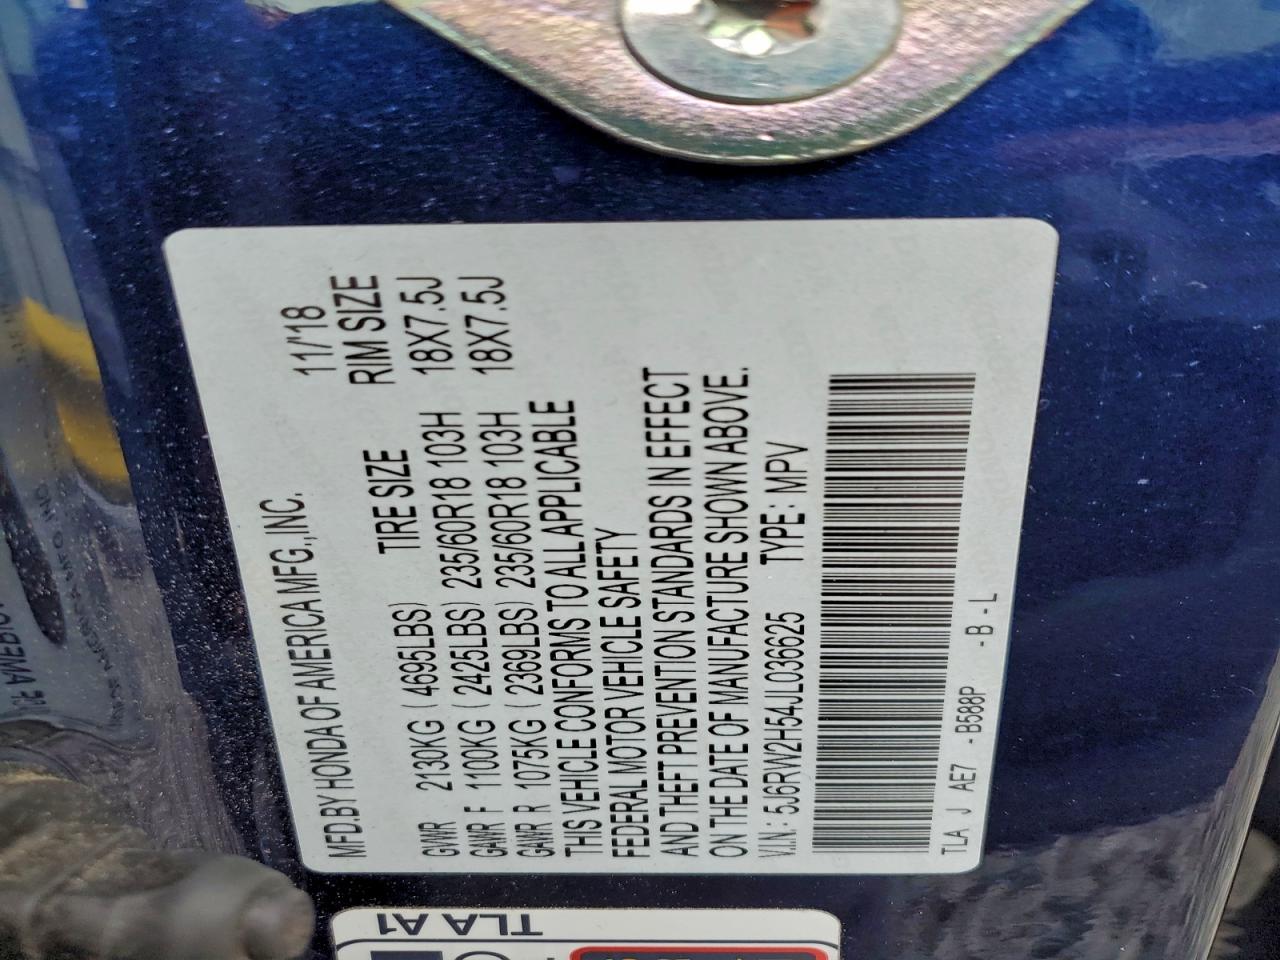 MFD.BY HONDA OF AMERICA MFG.,INC. 11/'18
TIRE SIZE RIM SIZE
GVWR 2130KG ( 4695LBS)
GAWR F 1100KG ( 2425LBS) 235/60R18 103H 18X7.5J
GAWR R 1075KG ( 2369LBS) 235/60R18 103H 18X7.5J
THIS VEHICLE CONFORMS TO ALL APPLICABLE
FEDERAL MOTOR VEHICLE SAFETY
AND THEFT PREVENTION STANDARDS IN EFFECT
ON THE DATE OF MANUFACTURE SHOWN ABOVE.
V.I.N.: 5J6RW2H54JL036625 TYPE: MPV
TLA J AE7 -B588P -B-L
TLA A1